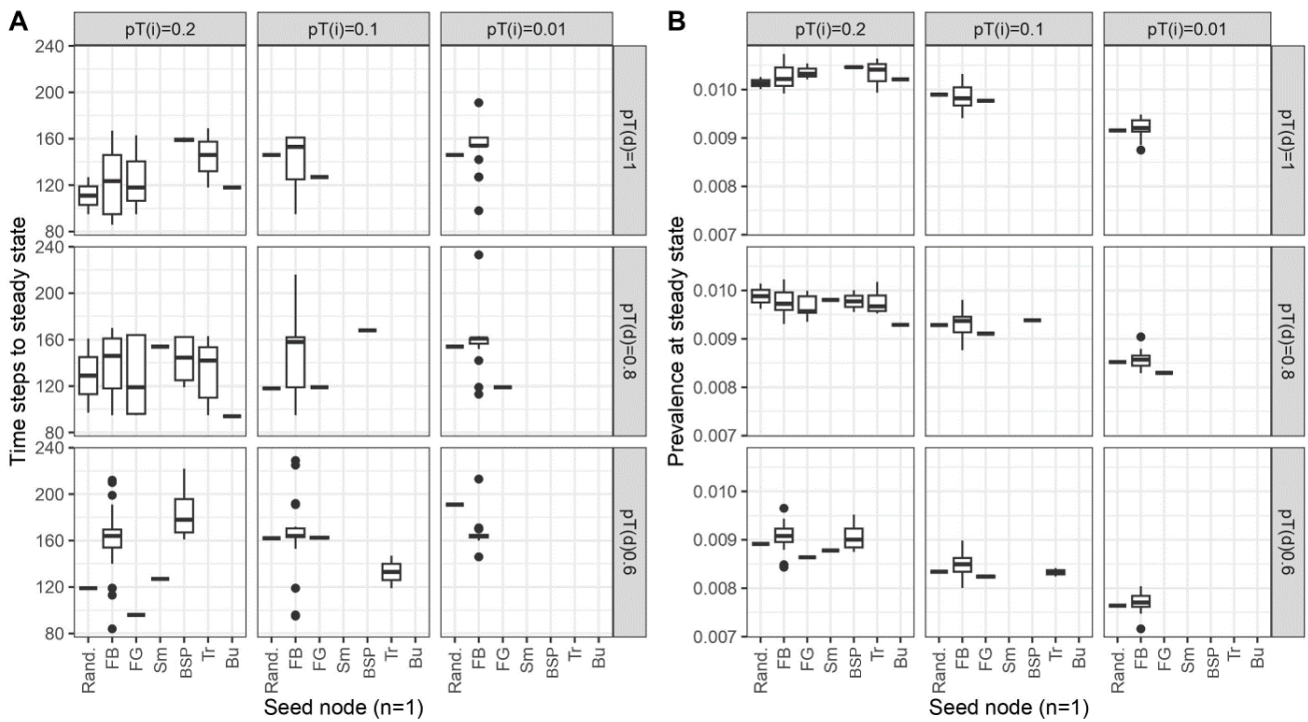 A
pT(i)=0.2 pT(i)=0.1 pT(i)=0.01
Time steps to steady state
240
200
160
120
80
pT(d)=1
240
200
160
120
80
pT(d)=0.8
240
200
160
120
80
pT(d)0.6
Rand. FB FG Sm BSP Tr Bu
Rand. FB FG Sm BSP Tr Bu
Rand. FB FG Sm BSP Tr Bu
Seed node (n=1)
B
pT(i)=0.2 pT(i)=0.1 pT(i)=0.01
Prevalence at steady state
0.010
0.009
0.008
0.007
pT(d)=1
0.010
0.009
0.008
0.007
pT(d)=0.8
0.010
0.009
0.008
0.007
pT(d)0.6
Rand. FB FG Sm BSP Tr Bu
Rand. FB FG Sm BSP Tr Bu
Rand. FB FG Sm BSP Tr Bu
Seed node (n=1)